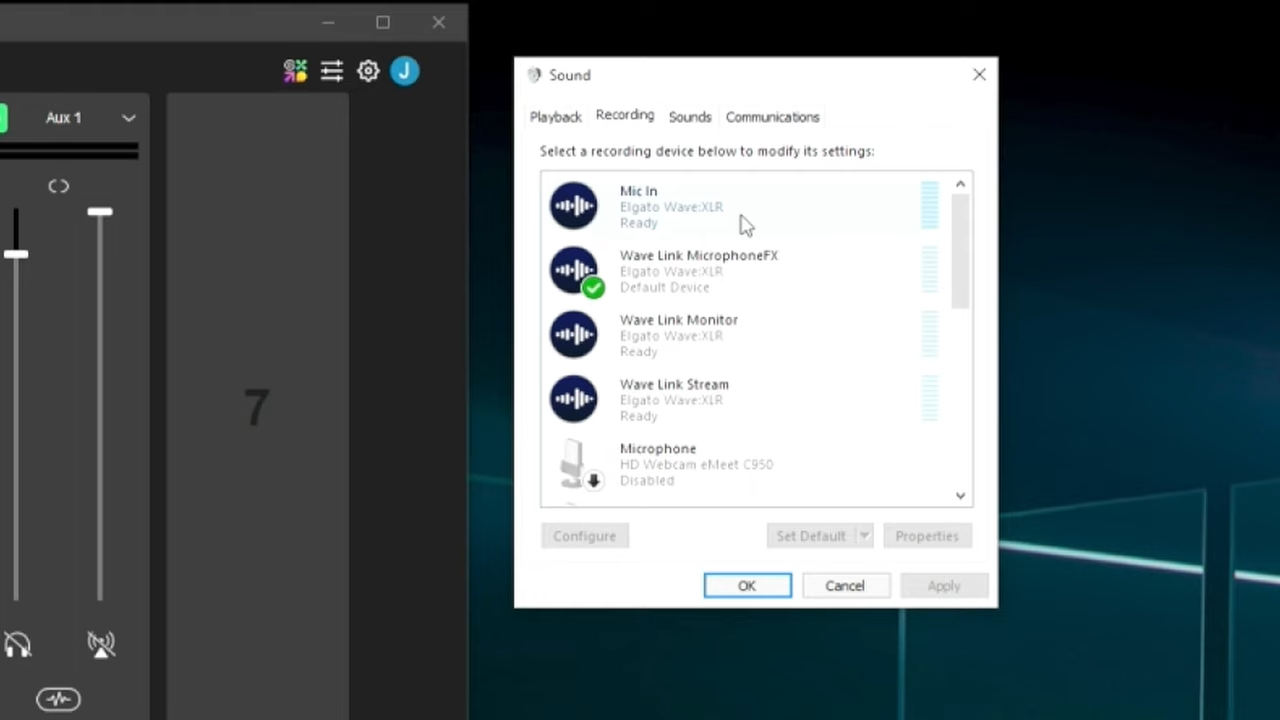 J
Aux 1
7
Sound
Playback
Recording
Sounds
Communications
Select a recording device below to modify its settings:
Mic In
Elgato Wave:XLR
Ready
Wave Link MicrophoneFX
Elgato Wave:XLR
Default Device
Wave Link Monitor
Elgato Wave:XLR
Ready
Wave Link Stream
Elgato Wave:XLR
Ready
Microphone
HD Webcam eMeet C950
Disabled
Configure
Set Default
Properties
OK
Cancel
Apply